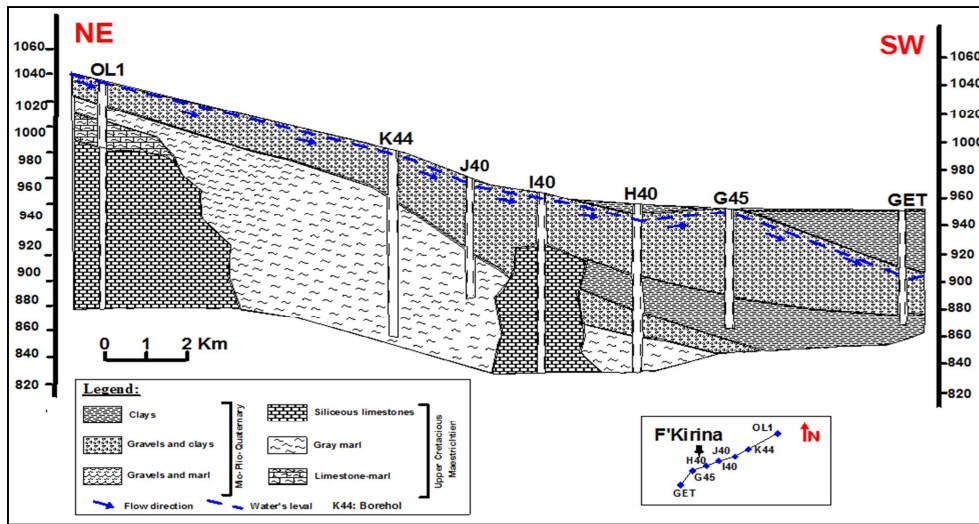 NE
SW
1060
1040
1020
1000
980
960
940
920
900
880
860
840
820
1060
1040
1020
1000
980
960
940
920
900
880
860
840
820
OL1
K44
J40
I40
H40
G45
GET
0 1 2 Km
Legend:
Clays
Gravels and clays
Gravels and marl
Mio-Plio-Quaternary
Siliceous limestones
Gray marl
Limestone-marl
Upper Cretacious
Maestrichtien
Flow direction
Water's leval
K44: Borehol
F'Kirina
OL1
K44
J40
I40
H40
G45
GET
N